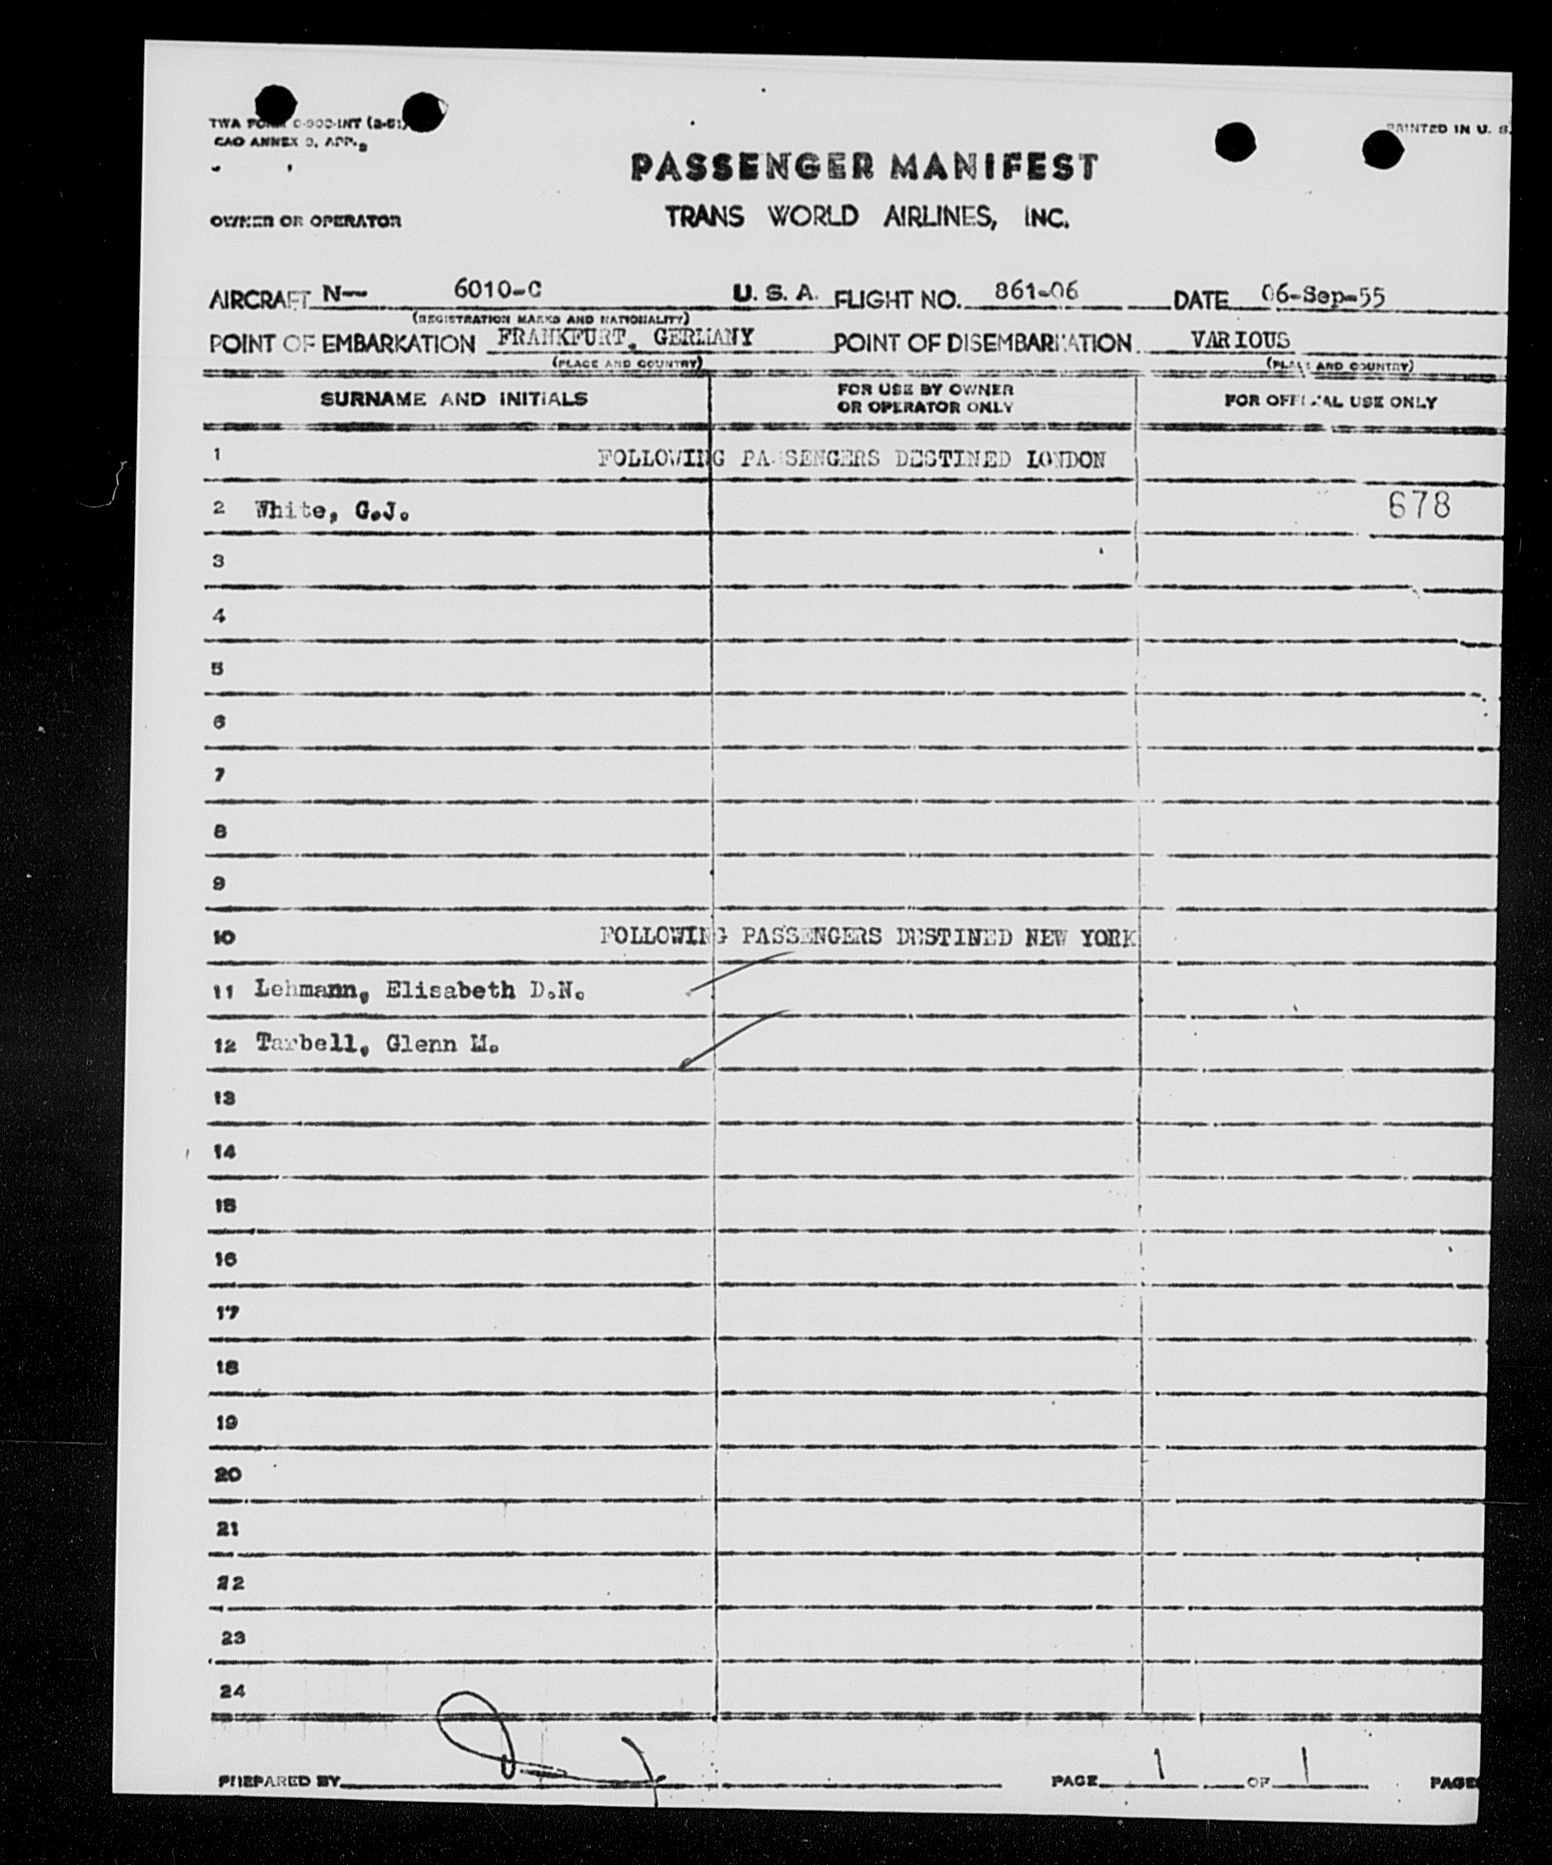 TWA FORM C-900-INT (2-51)
CAO ANNEX 9, APP.
PRINTED IN U. S.
PASSENGER MANIFEST
OWNER OR OPERATOR TRANS WORLD AIRLINES, INC.
AIRCRAFT N— 6010-C U. S. A. FLIGHT NO. 861-06 DATE 06-Sep-55
(REGISTRATION MARKS AND NATIONALITY)
POINT OF EMBARKATION FRANKFURT, GERMANY POINT OF DISEMBARKATION VARIOUS
(PLACE AND COUNTRY) (PLACE AND COUNTRY)
SURNAME AND INITIALS FOR USE BY OWNER OR OPERATOR ONLY FOR OFFICIAL USE ONLY
1 FOLLOWING PASSENGERS DESTINED LONDON
2 White, G.J. 678
3
4
5
6
7
8
9
10 FOLLOWING PASSENGERS DESTINED NEW YORK
11 Lehmann, Elisabeth D.N.
12 Tarbell, Glenn M.
13
14
15
16
17
18
19
20
21
22
23
24
PREPARED BY PAGE 1 OF 1 PAGE